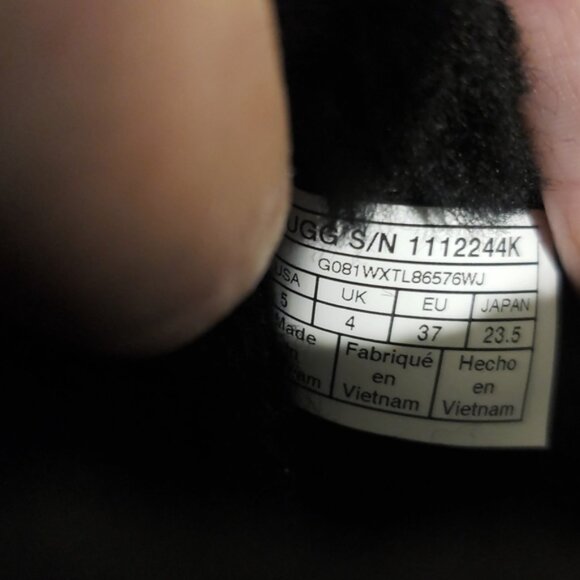 UGG S/N 1112244K
G081WXTL86576WJ
USA UK EU JAPAN
5 4 37 23.5
Made Fabriqué Hecho
en en
Vietnam Vietnam